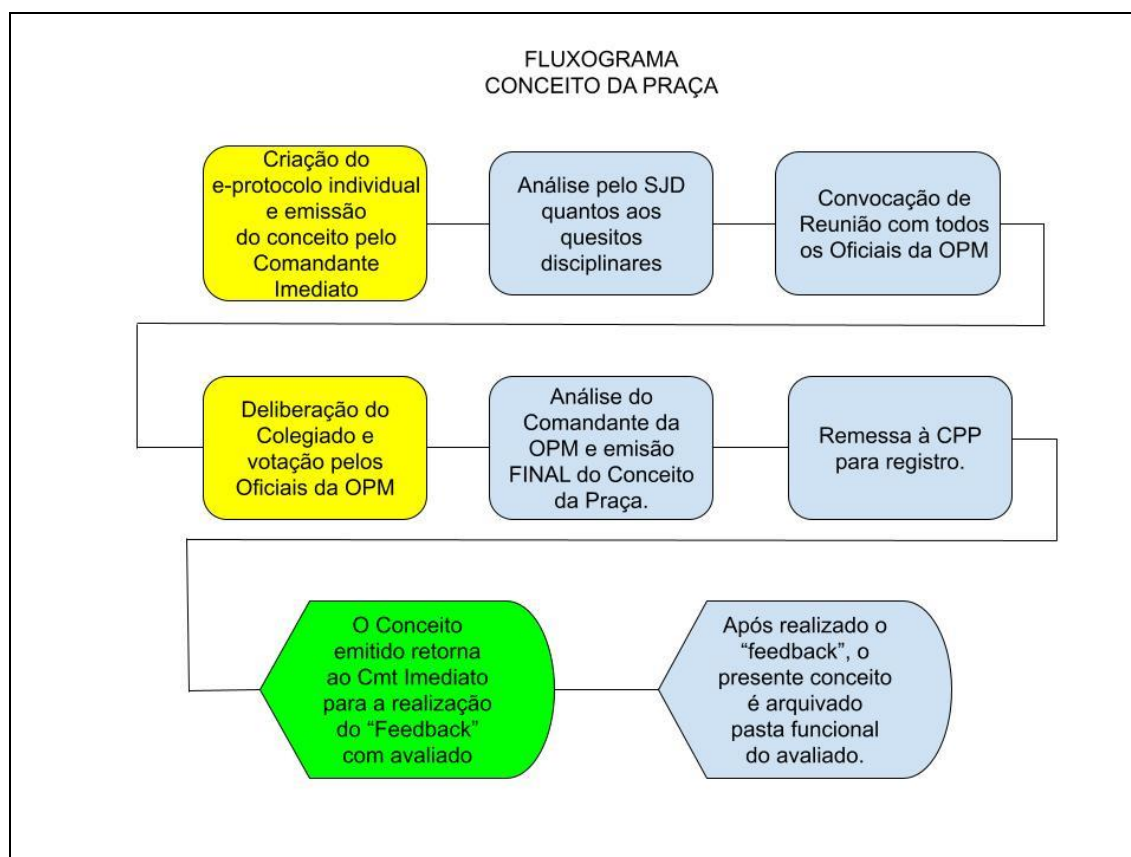 FLUXOGRAMA
CONCEITO DA PRAÇA
Criação do
e-protocolo individual
e emissão
do conceito pelo
Comandante
Imediato
Análise pelo SJD
quantos aos
quesitos
disciplinares
Convocação de
Reunião com todos
os Oficiais da OPM
Deliberação do
Colegiado e
votação pelos
Oficiais da OPM
Análise do
Comandante da
OPM e emissão
FINAL do Conceito
da Praça.
Remessa à CPP
para registro.
O Conceito
emitido retorna
ao Cmt Imediato
para a realização
do “Feedback”
com avaliado
Após realizado o
“feedback”, o
presente conceito
é arquivado
pasta funcional
do avaliado.